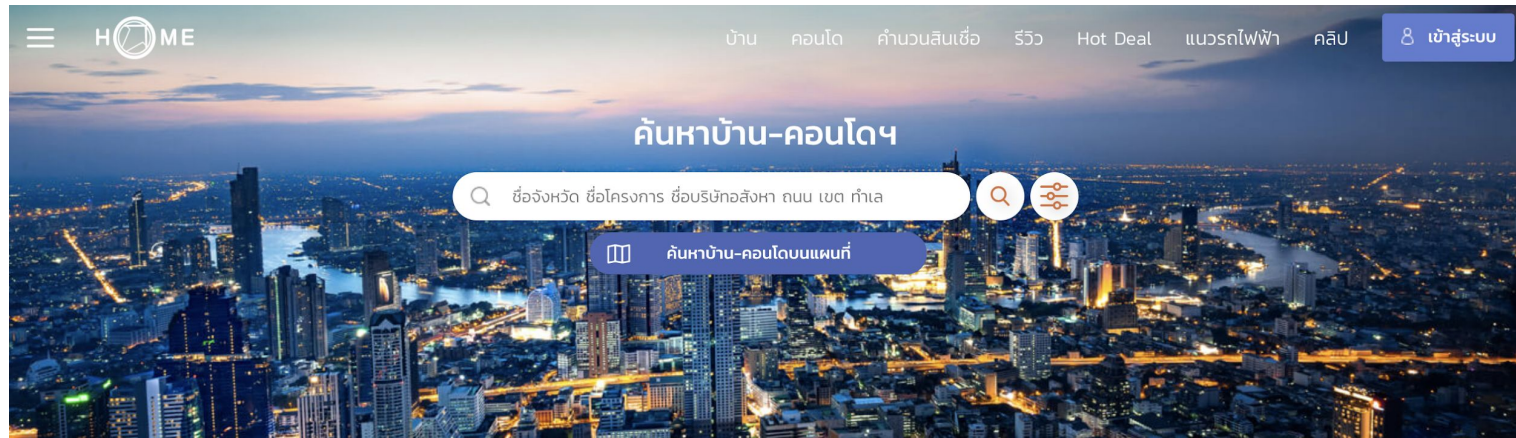 HOME
บ้าน คอนโด คำนวนสินเชื่อ รีวิว Hot Deal แนวรถไฟฟ้า คลิป เข้าสู่ระบบ
ค้นหาบ้าน-คอนโดฯ
ชื่อจังหวัด ชื่อโครงการ ชื่อบริษัทอสังหา ถนน เขต ทำเล
ค้นหาบ้าน-คอนโดบนแผนที่